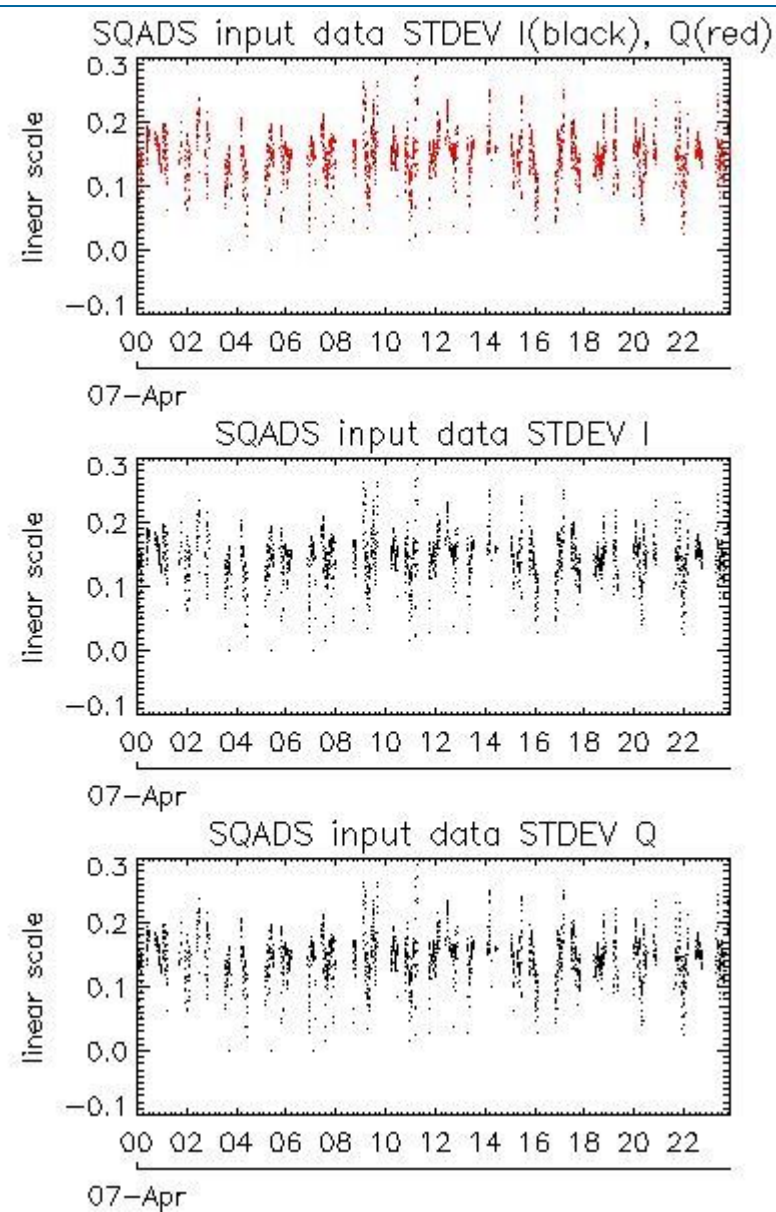 SQADS input data STDEV I(black), Q(red)
0.3
0.2
0.1
0.0
−0.1
linear scale
00 02 04 06 08 10 12 14 16 18 20 22
07−Apr
SQADS input data STDEV I
0.3
0.2
0.1
0.0
−0.1
linear scale
00 02 04 06 08 10 12 14 16 18 20 22
07−Apr
SQADS input data STDEV Q
0.3
0.2
0.1
0.0
−0.1
linear scale
00 02 04 06 08 10 12 14 16 18 20 22
07−Apr